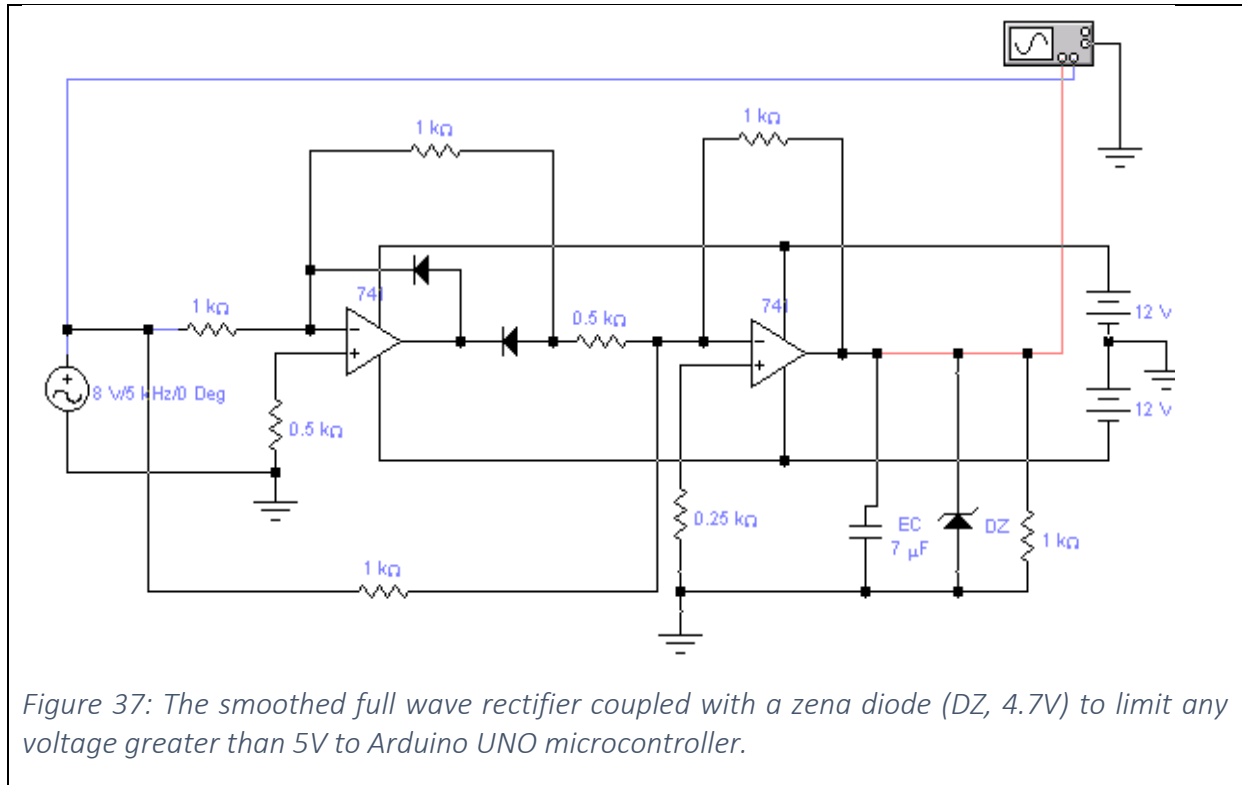 1 kΩ
1 kΩ
741
1 kΩ
0.5 kΩ
741
12 V
8 V/5 kHz/0 Deg
12 V
0.5 kΩ
0.25 kΩ
EC
7 µF
DZ
1 kΩ
1 kΩ
Figure 37: The smoothed full wave rectifier coupled with a zena diode (DZ, 4.7V) to limit any
voltage greater than 5V to Arduino UNO microcontroller.